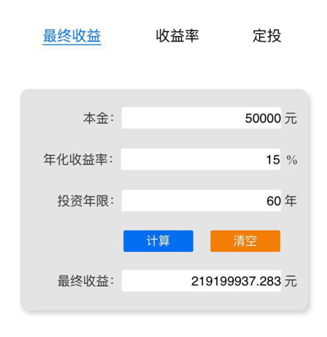 最终收益 收益率 定投
本金: 50000 元
年化收益率: 15 %
投资年限: 60 年
计算 清空
最终收益: 219199937.283 元